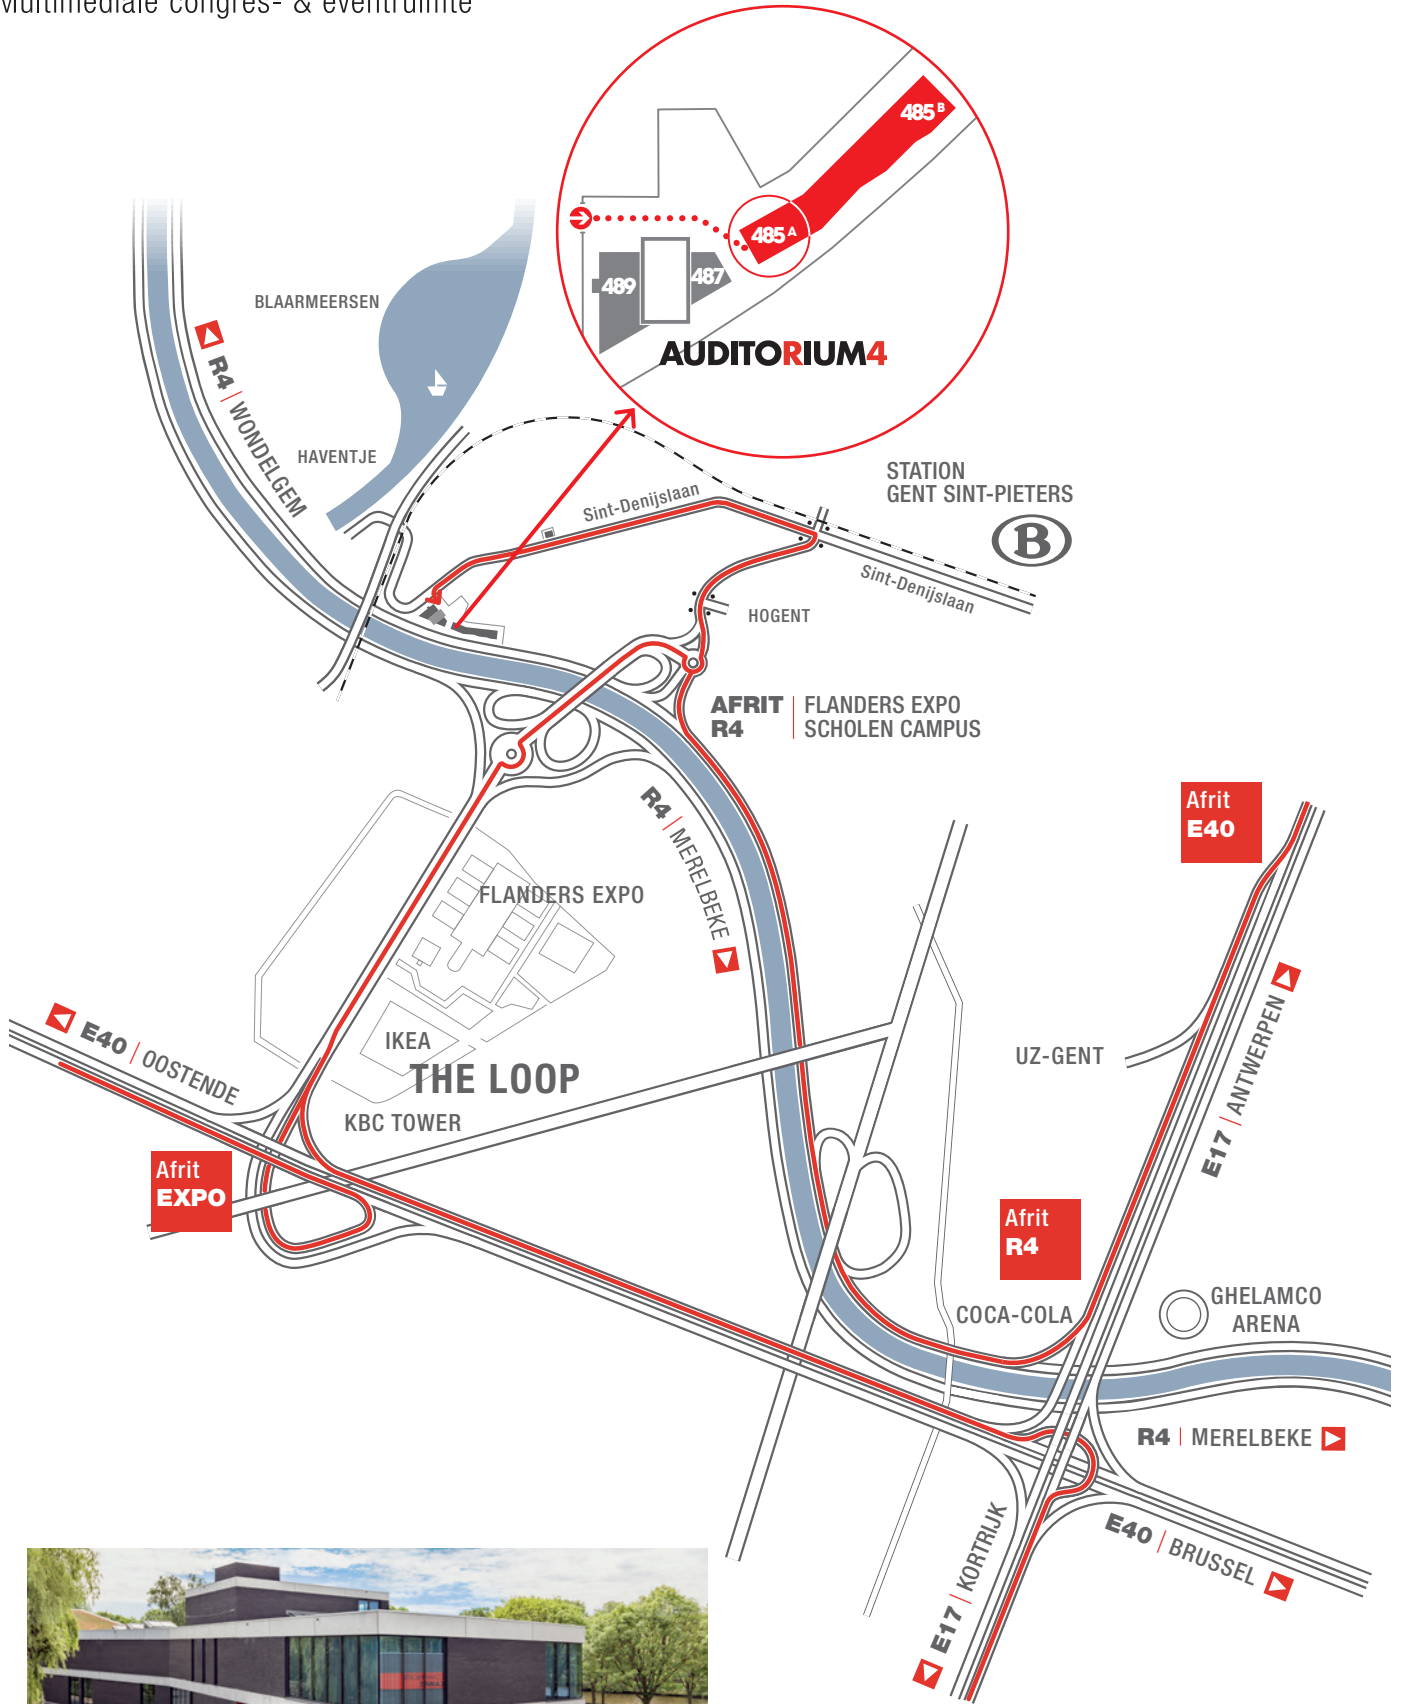 Multimediale congres- & eventruimte
485 B
485 A
489
487
AUDITORIUM4
BLAARMEERSEN
R4 | WONDELGEM
HAVENTJE
STATION
GENT SINT-PIETERS
B
Sint-Denijslaan
Sint-Denijslaan
HOGENT
AFRIT
R4
FLANDERS EXPO
SCHOLEN CAMPUS
Afrit
E40
R4 | MERELBEKE
FLANDERS EXPO
E40 | OOSTENDE
IKEA
THE LOOP
KBC TOWER
UZ-GENT
E17 | ANTWERPEN
Afrit
EXPO
Afrit
R4
COCA-COLA
GHELAMCO
ARENA
R4 | MERELBEKE
E40 | BRUSSEL
E17 | KORTRIJK